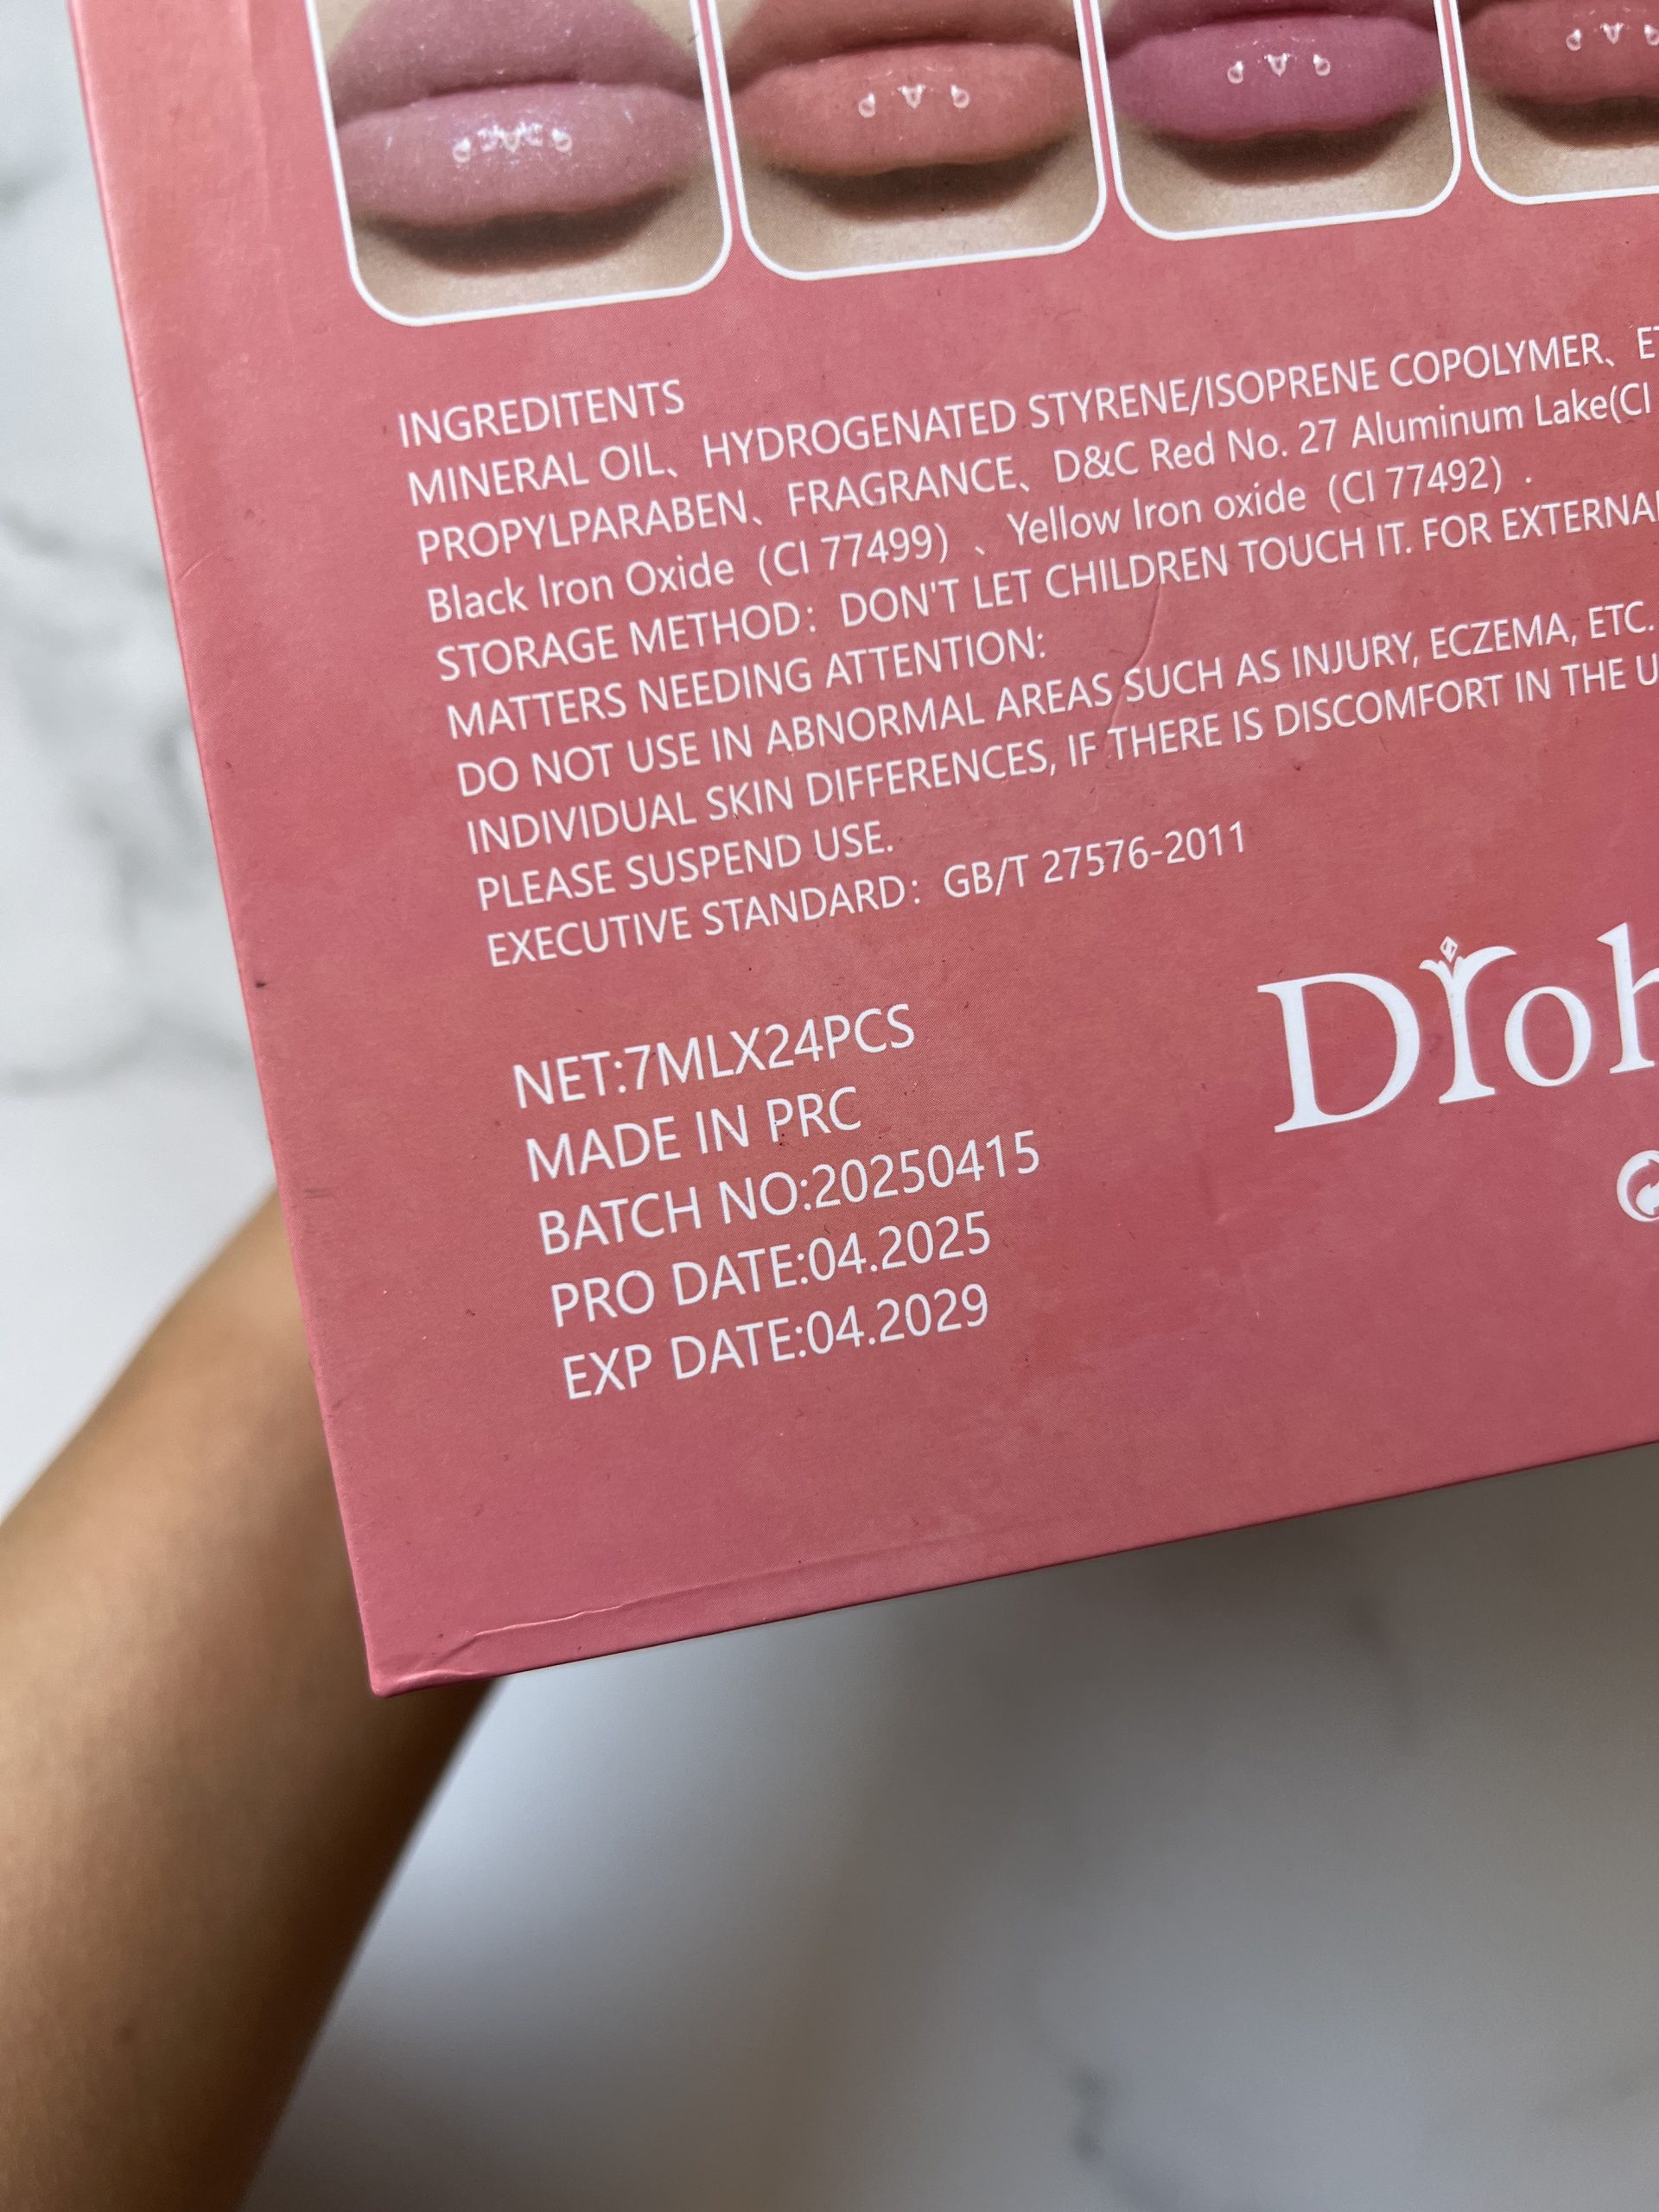 INGREDITENTS
MINERAL OIL、HYDROGENATED STYRENE/ISOPRENE COPOLYMER、
PROPYLPARABEN、FRAGRANCE、D&C Red No. 27 Aluminum Lake(CI
Black Iron Oxide（CI 77499）、Yellow Iron oxide（CI 77492）.
STORAGE METHOD：DON'T LET CHILDREN TOUCH IT. FOR EXTERNAL
MATTERS NEEDING ATTENTION:
DO NOT USE IN ABNORMAL AREAS SUCH AS INJURY, ECZEMA, ETC.
INDIVIDUAL SKIN DIFFERENCES, IF THERE IS DISCOMFORT IN THE
PLEASE SUSPEND USE.
EXECUTIVE STANDARD：GB/T 27576-2011
Droh
NET:7MLX24PCS
MADE IN PRC
BATCH NO:20250415
PRO DATE:04.2025
EXP DATE:04.2029